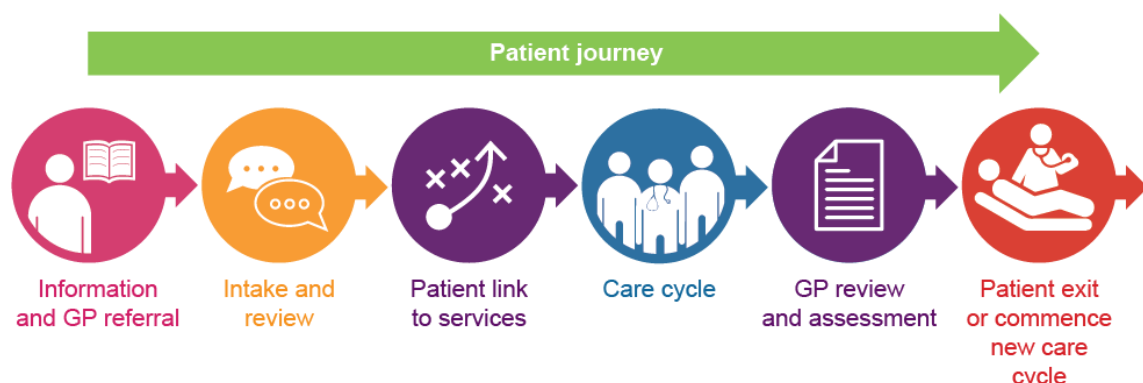 Patient journey
Information
and GP referral
Intake and
review
Patient link
to services
Care cycle
GP review
and assessment
Patient exit
or commence
new care
cycle